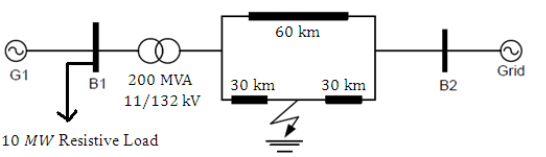 60 km
G1
B1
200 MVA
11/132 kV
30 km
30 km
B2
Grid
10 MW Resistive Load